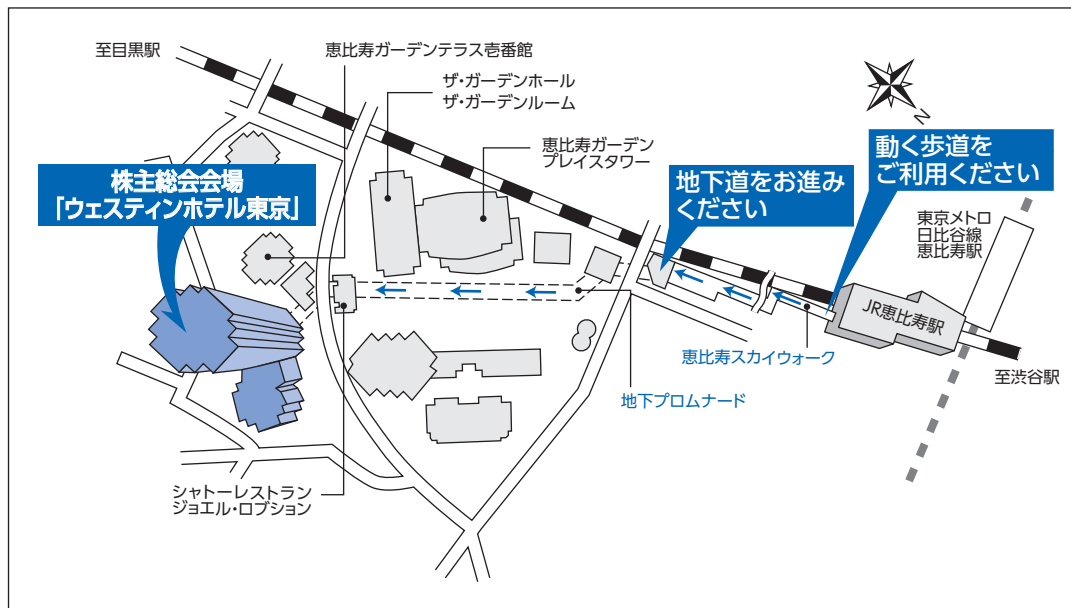 至目黒駅
恵比寿ガーデンテラス壱番館
ザ・ガーデンホール
ザ・ガーデンルーム
恵比寿ガーデン
プレイスタワー
N
動く歩道を
ご利用ください
地下道をお進み
ください
株主総会会場
「ウェスティンホテル東京」
東京メトロ
日比谷線
恵比寿駅
JR恵比寿駅
恵比寿スカイウォーク
至渋谷駅
地下プロムナード
シャトーレストラン
ジョエル・ロブション